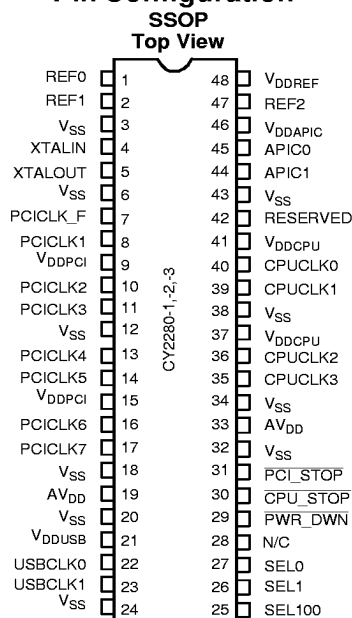 SSOP
Top View
REF0 1 48 VDDREF
REF1 2 47 REF2
VSS 3 46 VDDAPIC
XTALIN 4 45 APIC0
XTALOUT 5 44 APIC1
VSS 6 43 VSS
PCICLK_F 7 42 RESERVED
PCICLK1 8 41 VDDCPU
VDDPCI 9 40 CPUCLK0
PCICLK2 10 39 CPUCLK1
PCICLK3 11 38 VSS
VSS 12 37 VDDCPU
PCICLK4 13 36 CPUCLK2
PCICLK5 14 35 CPUCLK3
VDDPCI 15 34 VSS
PCICLK6 16 33 AVDD
PCICLK7 17 32 VSS
VSS 18 31 PCI_STOP
AVDD 19 30 CPU_STOP
VSS 20 29 PWR_DWN
VDDUSB 21 28 N/C
USBCLK0 22 27 SEL0
USBCLK1 23 26 SEL1
VSS 24 25 SEL100
CY2280-1,-2,-3